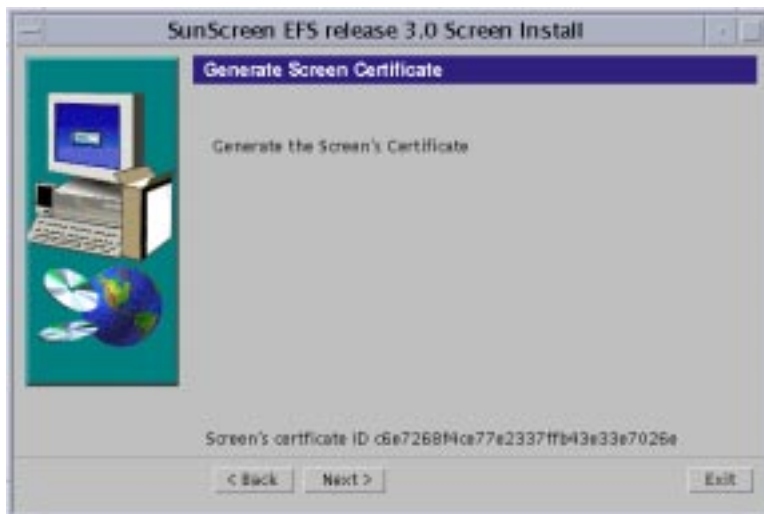 SunScreen EFS release 3.0 Screen Install
Generate Screen Certificate
Generate the Screen's Certificate
Screen's certficate ID c6e7268f4ce77e2337ffb43e33e7026e
< Back
Next >
Exit